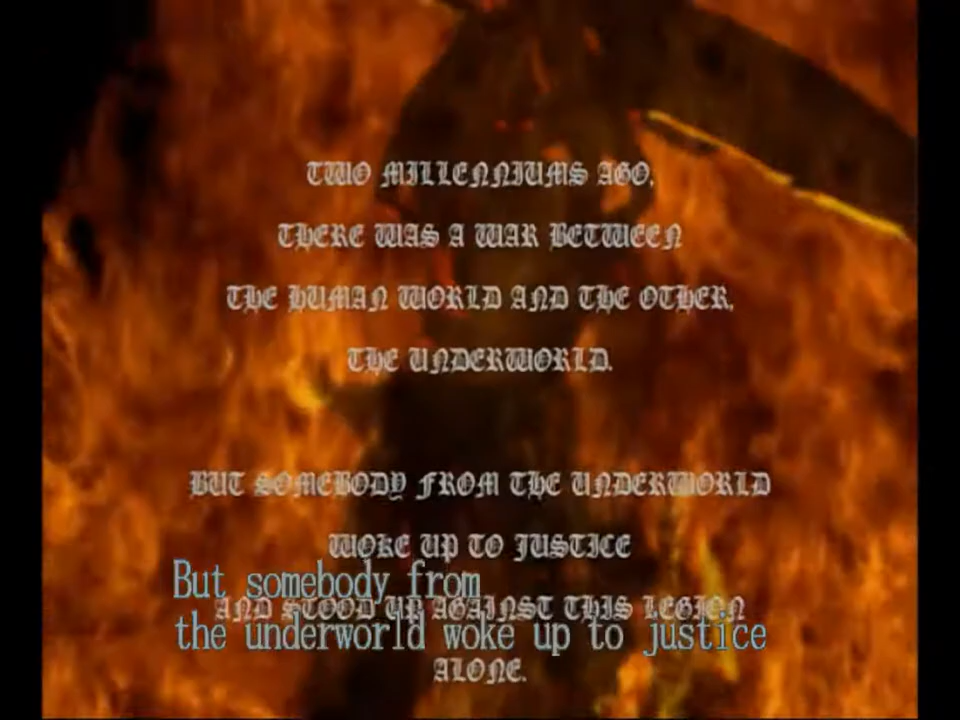 TWO MILLENNIUMS AGO,
THERE WAS A WAR BETWEEN
THE HUMAN WORLD AND THE OTHER,
THE UNDERWORLD.
BUT SOMEBODY FROM THE UNDERWORLD
WOKE UP TO JUSTICE
But somebody from
AND STOOD UP AGAINST THIS LEGION
the underworld woke up to justice
ALONE.